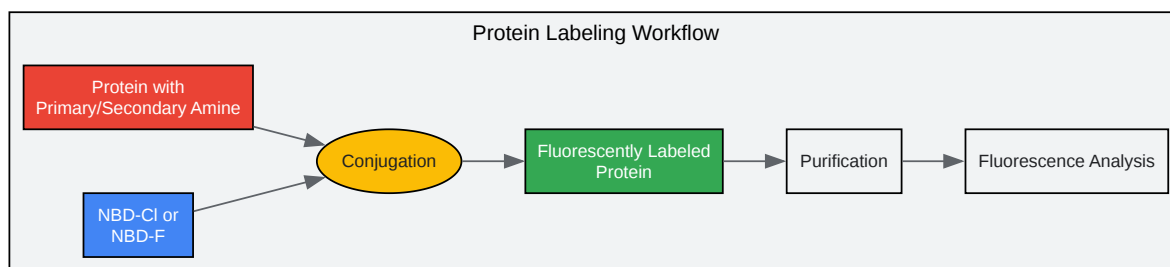 Protein Labeling Workflow
Protein with
Primary/Secondary Amine
NBD-Cl or
NBD-F
Conjugation
Fluorescently Labeled
Protein
Purification
Fluorescence Analysis